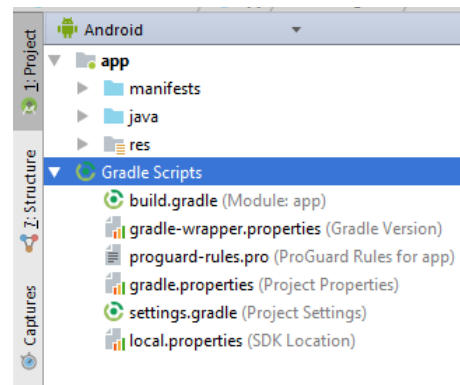 Android
app
manifests
java
res
Gradle Scripts
build.gradle (Module: app)
gradle-wrapper.properties (Gradle Version)
proguard-rules.pro (ProGuard Rules for app)
gradle.properties (Project Properties)
settings.gradle (Project Settings)
local.properties (SDK Location)
1: Project
7: Structure
Captures